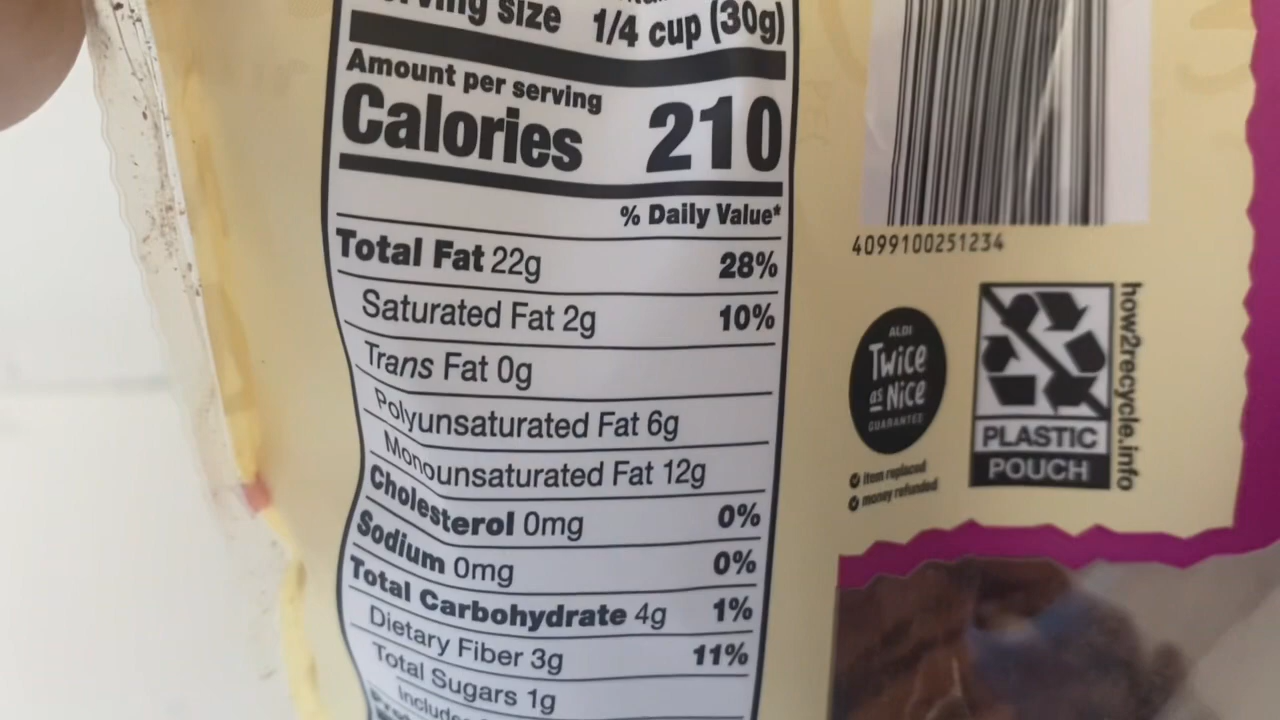 size 1/4 cup (30g)
Amount per serving
Calories 210
% Daily Value*
Total Fat 22g 28%
Saturated Fat 2g 10%
Trans Fat 0g
Polyunsaturated Fat 6g
Monounsaturated Fat 12g
Cholesterol 0mg 0%
Sodium 0mg 0%
Total Carbohydrate 4g 1%
Dietary Fiber 3g 11%
Total Sugars 1g
4099100251234
ALDI
Twice
as Nice
GUARANTEE
item replaced
money refunded
PLASTIC
POUCH
how2recycle.info